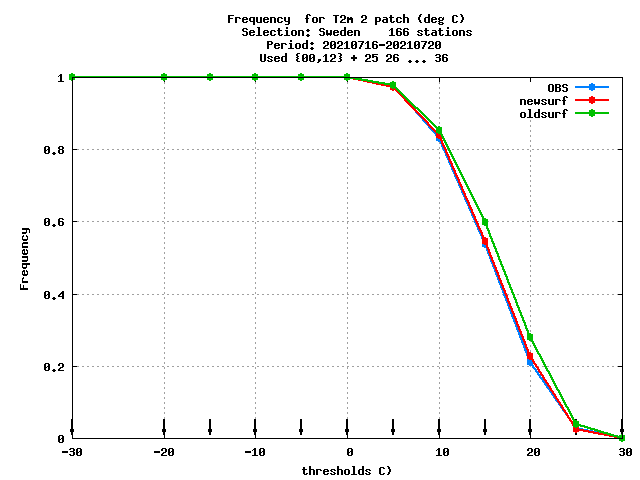 Frequency for T2m 2 patch (deg C)
Selection: Sweden 166 stations
Period: 20210716-20210720
Used {00,12} + 25 26 ... 36
OBS
newsurf
oldsurf
Frequency
1
0.8
0.6
0.4
0.2
0
-30
-20
-10
0
10
20
30
thresholds C)